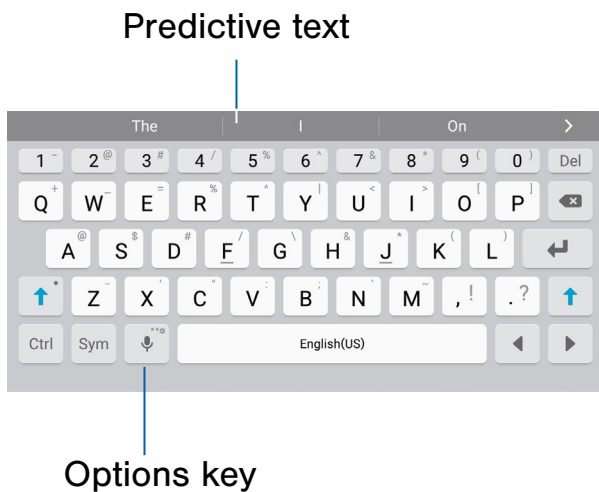 Predictive text
The I On >
1 - 2 @ 3 # 4 / 5 % 6 ^ 7 & 8 * 9 ( 0 ) Del
Q + W _ E = R % T ^ Y | U < I > O [ P ]
A @ S $ D # F / G \ H & J * K ( L )
Z - X ' C " V : B ; N ` M ~ , ! . ?
Ctrl Sym English(US)
Options key